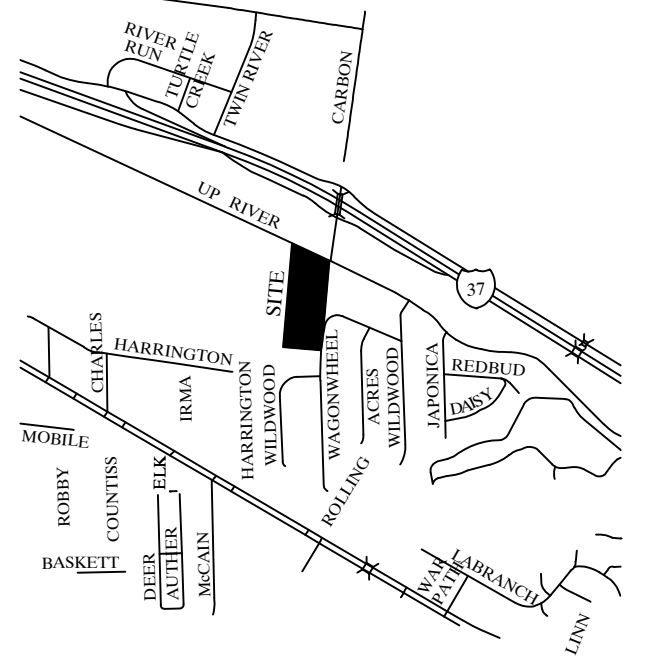 RIVER
RUN
TURTLE
CREEK
TWIN RIVER
CARBON
UP RIVER
SITE
37
CHARLES
HARRINGTON
IRMA
HARRINGTON
WILDWOOD
WAGONWHEEL
ACRES
WILDWOOD
JAPONICA
REDBUD
DAISY
MOBILE
ROBBY
COUNTISS
ELK
ROLLING
BASKETT
DEER
AUTHER
McCAIN
WAR
PATH
LABRANCH
LINN